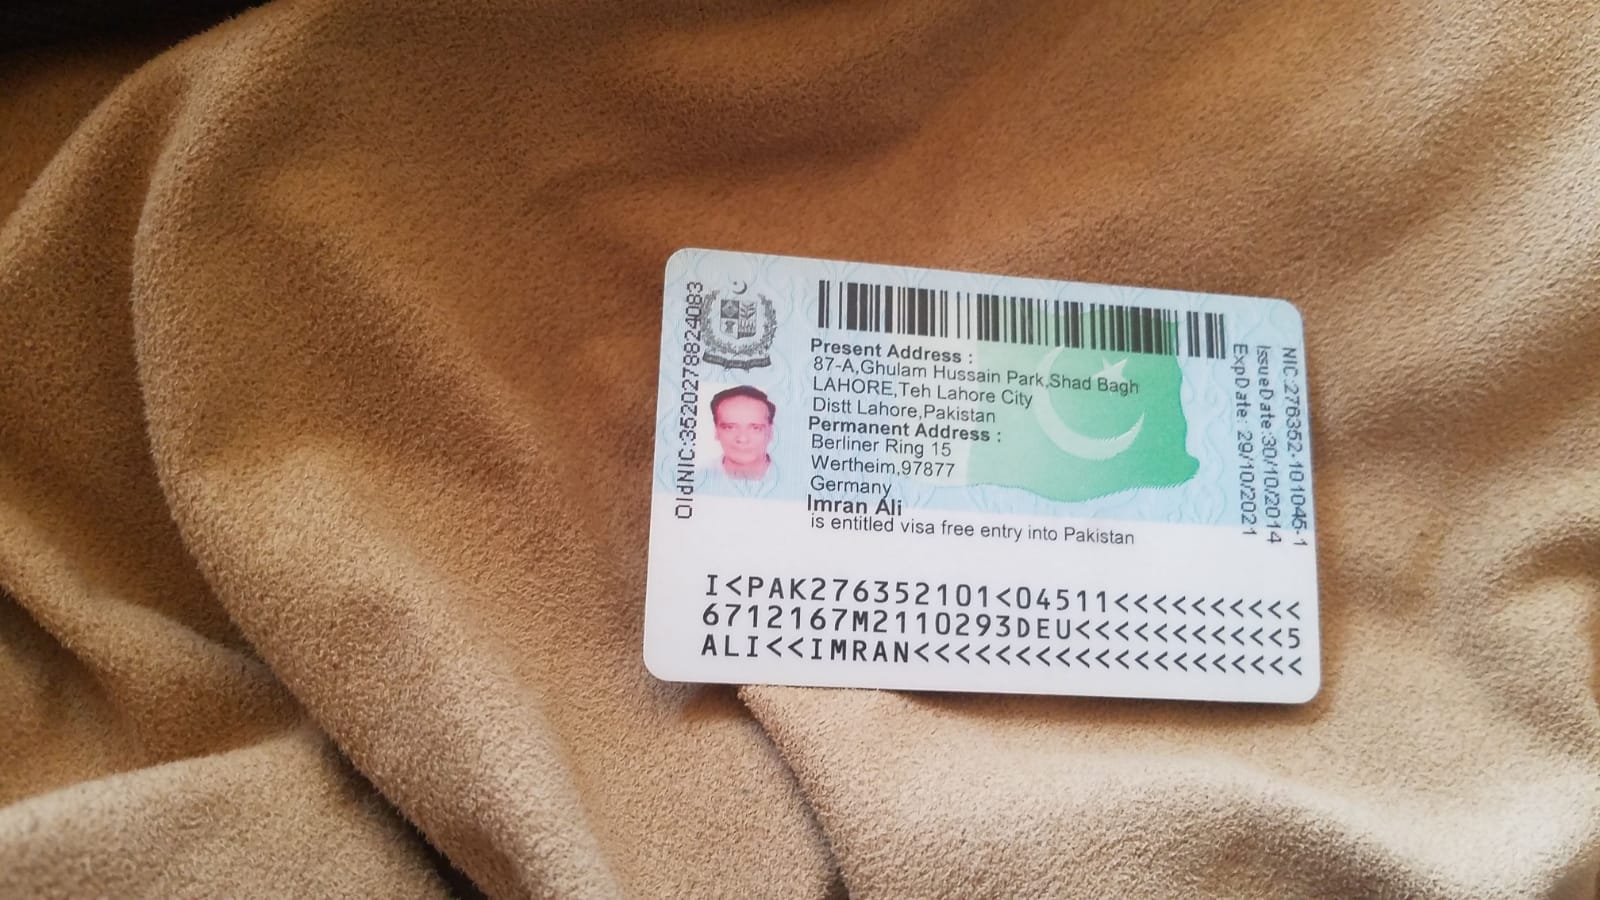 OldNIC:3520278824083
Present Address :
87-A,Ghulam Hussain Park,Shad Bagh
LAHORE,Teh Lahore City
Distt Lahore,Pakistan
Permanent Address :
Berliner Ring 15
Wertheim,97877
Germany
Imran Ali
is entitled visa free entry into Pakistan
NIC:276352-101045-1
IssueDate:30/10/2014
ExpDate: 29/10/2021
I<PAK276352101<04511<<<<<<<<<<
6712167M2110293DEU<<<<<<<<<<<5
ALI<<IMRAN<<<<<<<<<<<<<<<<<<<<